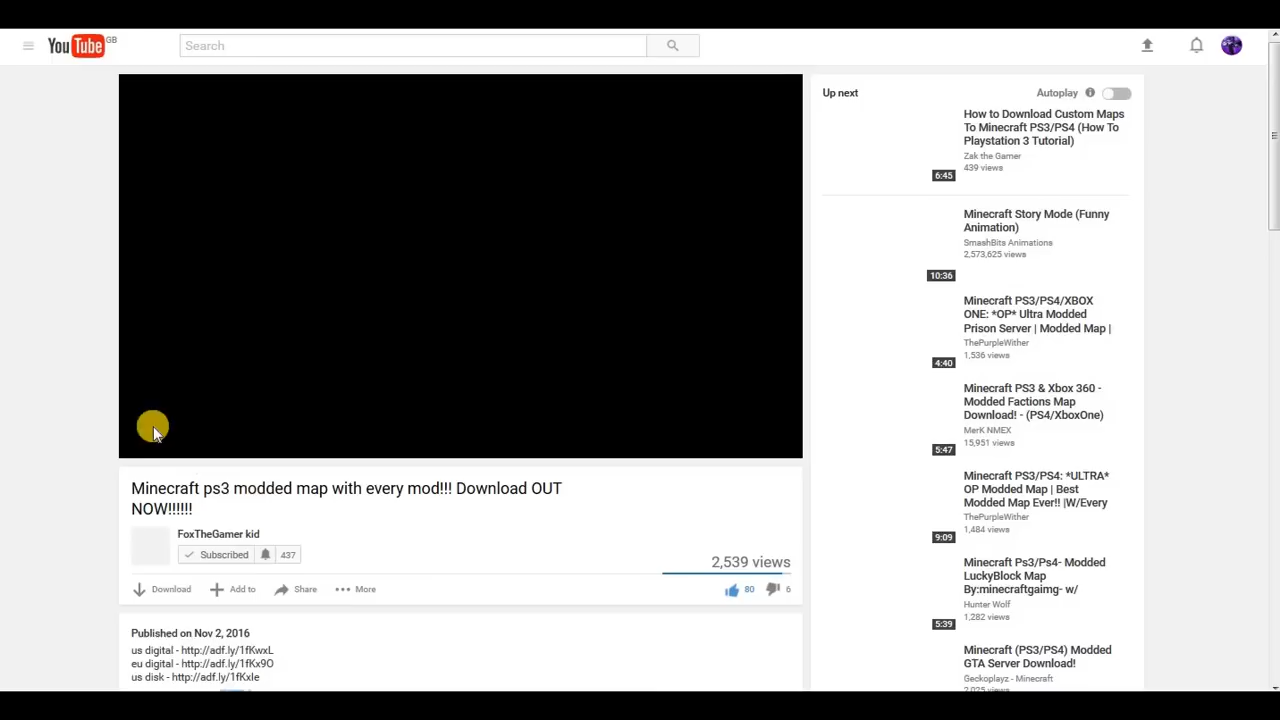 YouTube GB
Search
Up next
Autoplay
How to Download Custom Maps
To Minecraft PS3/PS4 (How To
Playstation 3 Tutorial)
Zak the Gamer
439 views
6:45
Minecraft Story Mode (Funny
Animation)
SmashBits Animations
2,573,625 views
10:36
Minecraft PS3/PS4/XBOX
ONE: *OP* Ultra Modded
Prison Server | Modded Map |
ThePurpleWither
1,536 views
4:40
Minecraft PS3 & Xbox 360 -
Modded Factions Map
Download! - (PS4/XboxOne)
MerK NMEX
15,951 views
5:47
Minecraft PS3/PS4: *ULTRA*
OP Modded Map | Best
Modded Map Ever!! |W/Every
ThePurpleWither
1,484 views
9:09
Minecraft Ps3/Ps4- Modded
LuckyBlock Map
By:minecraftgaimg- w/
Hunter Wolf
1,282 views
5:39
Minecraft (PS3/PS4) Modded
GTA Server Download!
Geckoplayz - Minecraft
2,025 views
Minecraft ps3 modded map with every mod!!! Download OUT
NOW!!!!!!
FoxTheGamer kid
Subscribed 437
2,539 views
Download Add to Share More
80 6
Published on Nov 2, 2016
us digital - http://adf.ly/1fKwxL
eu digital - http://adf.ly/1fKx9O
us disk - http://adf.ly/1fKxIe